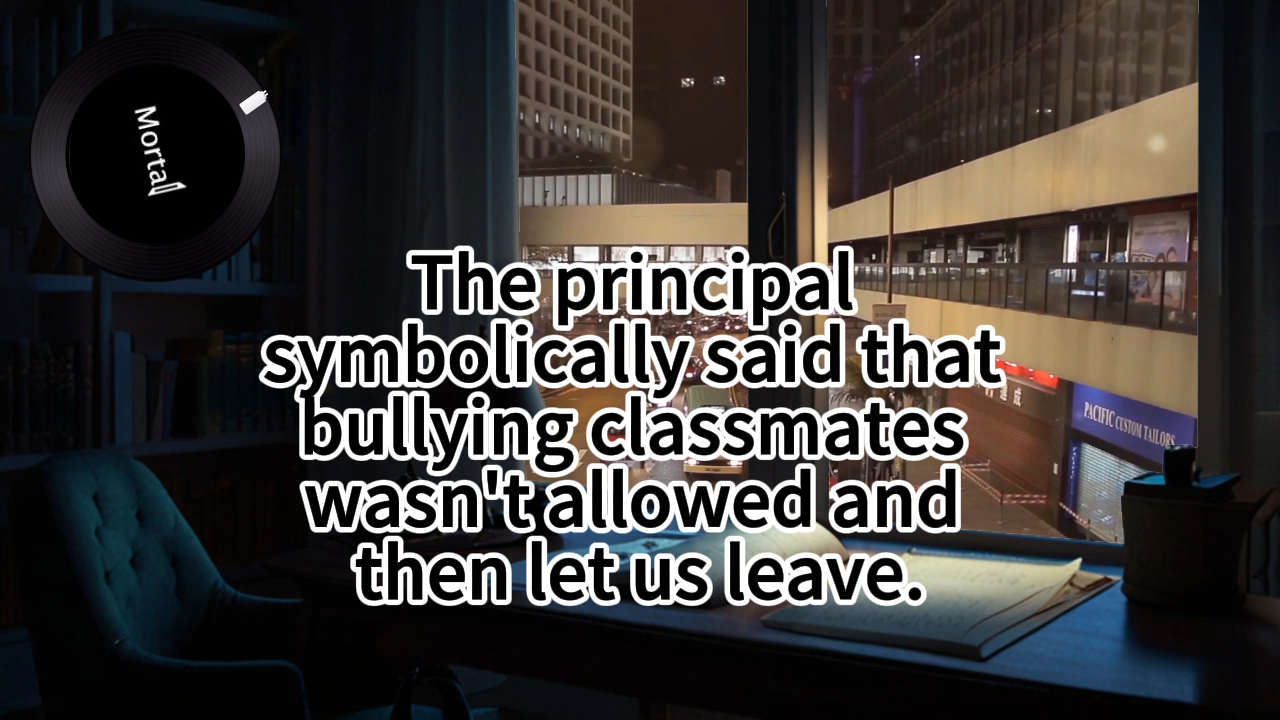 Mortal
The principal
symbolically said that
bullying classmates
wasn't allowed and
then let us leave.
PACIFIC CUSTOM TAILORS